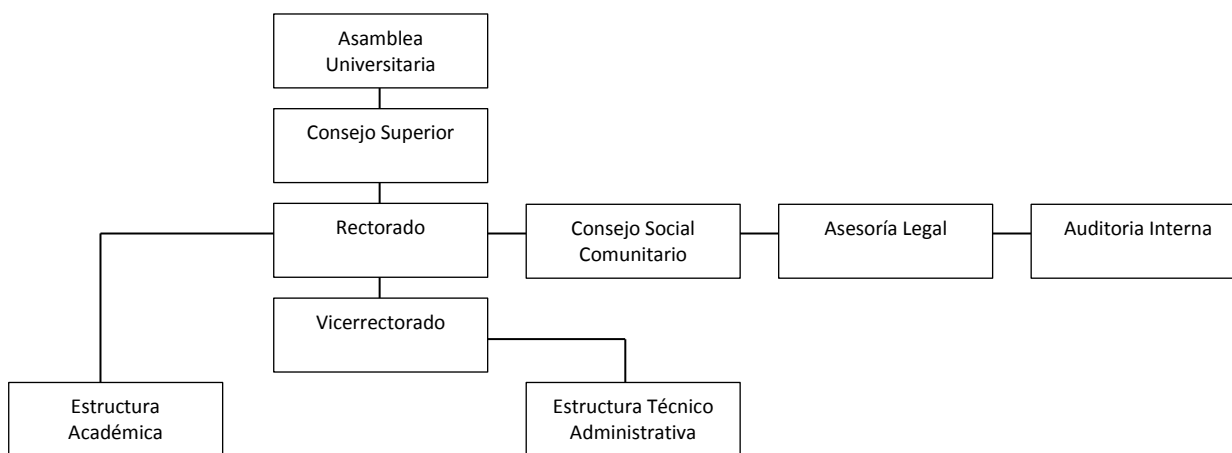 Asamblea
Universitaria
Consejo Superior
Rectorado
Consejo Social
Comunitario
Asesoría Legal
Auditoria Interna
Vicerrectorado
Estructura
Académica
Estructura Técnico
Administrativa